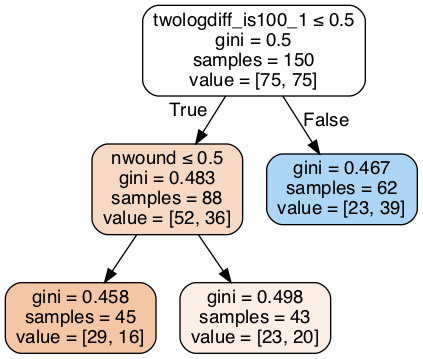 twologdiff_is100_1 ≤ 0.5
gini = 0.5
samples = 150
value = [75, 75]
True
False
nwound ≤ 0.5
gini = 0.483
samples = 88
value = [52, 36]
gini = 0.467
samples = 62
value = [23, 39]
gini = 0.458
samples = 45
value = [29, 16]
gini = 0.498
samples = 43
value = [23, 20]